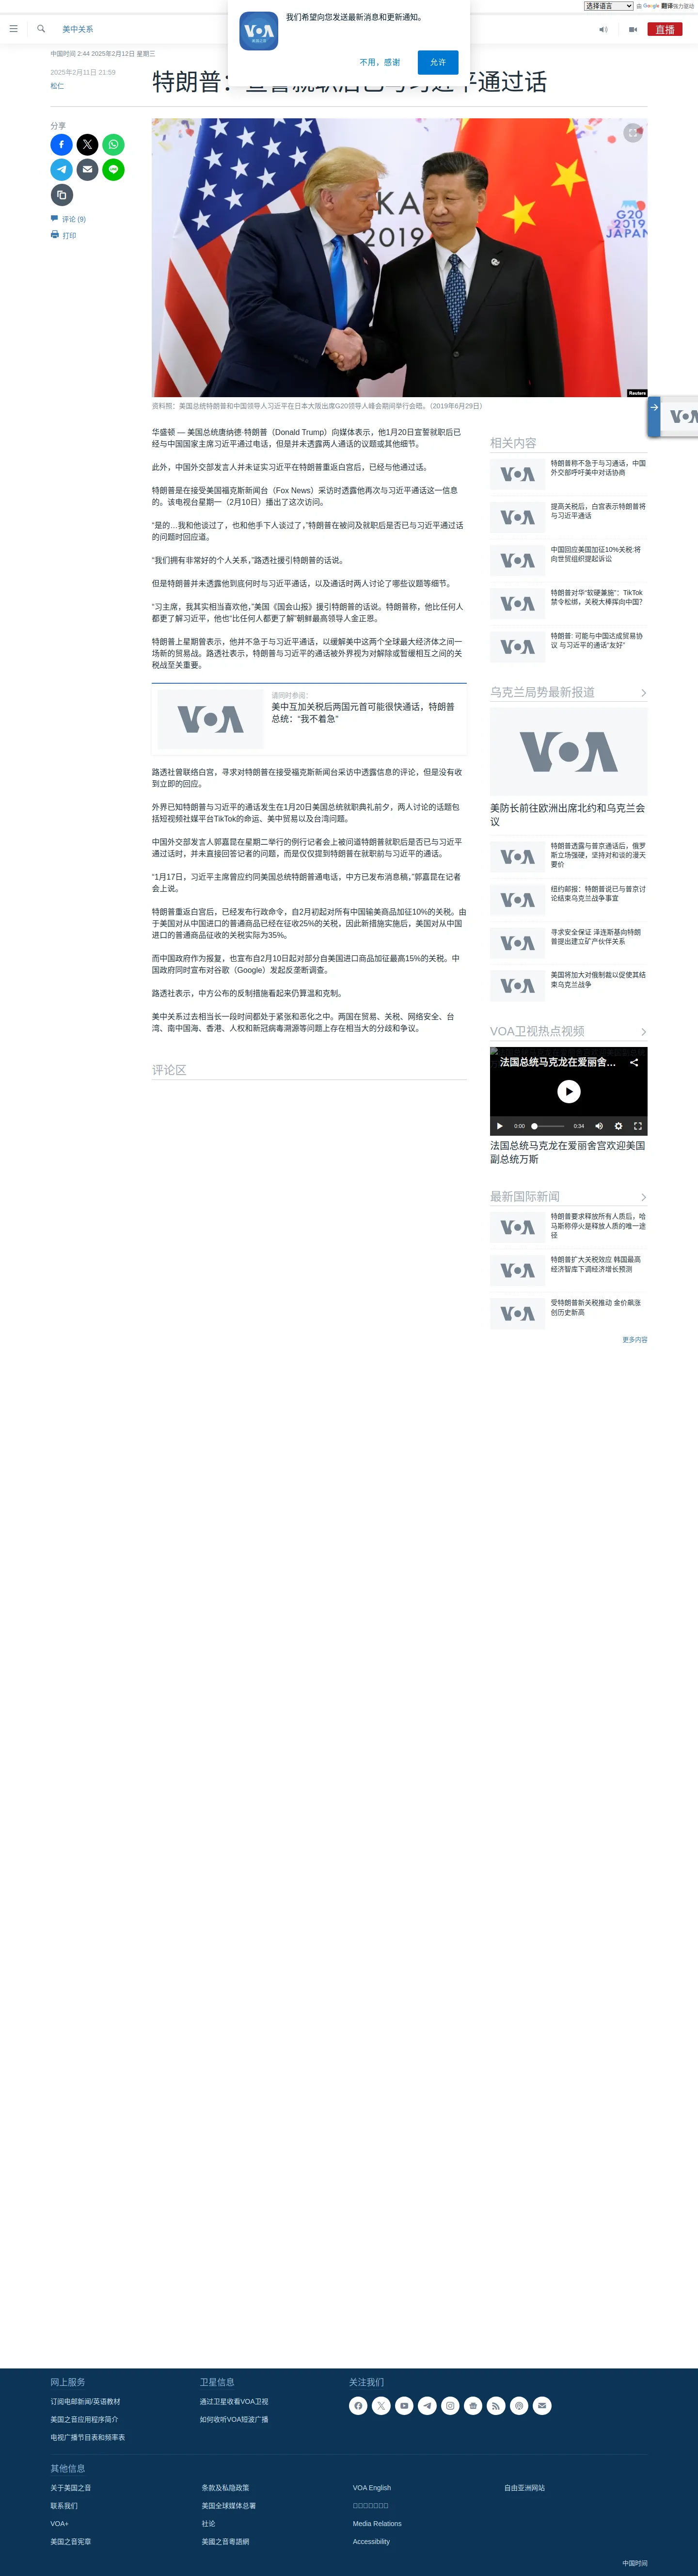 选择语言
由 Google 翻译强力驱动
我们希望向您发送最新消息和更新通知。
不用，感谢
允许
美中关系
直播
中国时间 2:44 2025年2月12日 星期三
2025年2月11日 21:59
松仁
分享
评论 (9)
打印
KA
2019
G20
2019
JAPAN
Reuters
资料照：美国总统特朗普和中国领导人习近平在日本大阪出席G20领导人峰会期间举行会晤。（2019年6月29日）
华盛顿 — 美国总统唐纳德·特朗普（Donald Trump）向媒体表示，他1月20日宣誓就职后已
经与中国国家主席习近平通过电话，但是并未透露两人通话的议题或其他细节。
此外，中国外交部发言人并未证实习近平在特朗普重返白宫后，已经与他通过话。
特朗普是在接受美国福克斯新闻台（Fox News）采访时透露他再次与习近平通话这一信息
的。该电视台星期一（2月10日）播出了这次访问。
“是的…我和他谈过了，也和他手下人谈过了，”特朗普在被问及就职后是否已与习近平通过话
的问题时回应道。
“我们拥有非常好的个人关系，”路透社援引特朗普的话说。
但是特朗普并未透露他到底何时与习近平通话，以及通话时两人讨论了哪些议题等细节。
“习主席，我其实相当喜欢他，”美国《国会山报》援引特朗普的话说。特朗普称，他比任何人
都更了解习近平，他也“比任何人都更了解”朝鲜最高领导人金正恩。
特朗普上星期曾表示，他并不急于与习近平通话，以缓解美中这两个全球最大经济体之间一
场新的贸易战。路透社表示，特朗普与习近平的通话被外界视为对解除或暂缓相互之间的关
税战至关重要。
请同时参阅：
美中互加关税后两国元首可能很快通话，特朗普
总统：“我不着急”
路透社曾联络白宫，寻求对特朗普在接受福克斯新闻台采访中透露信息的评论，但是没有收
到立即的回应。
外界已知特朗普与习近平的通话发生在1月20日美国总统就职典礼前夕，两人讨论的话题包
括短视频社媒平台TikTok的命运、美中贸易以及台湾问题。
中国外交部发言人郭嘉昆在星期二举行的例行记者会上被问道特朗普就职后是否已与习近平
通过话时，并未直接回答记者的问题，而是仅仅提到特朗普在就职前与习近平的通话。
“1月17日，习近平主席曾应约同美国总统特朗普通电话，中方已发布消息稿，”郭嘉昆在记者
会上说。
特朗普重返白宫后，已经发布行政命令，自2月初起对所有中国输美商品加征10%的关税。由
于美国对从中国进口的普通商品已经在征收25%的关税，因此新措施实施后，美国对从中国
进口的普通商品征收的关税实际为35%。
而中国政府作为报复，也宣布自2月10日起对部分自美国进口商品加征最高15%的关税。中
国政府同时宣布对谷歌（Google）发起反垄断调查。
路透社表示，中方公布的反制措施看起来仍算温和克制。
美中关系过去相当长一段时间都处于紧张和恶化之中。两国在贸易、关税、网络安全、台
湾、南中国海、香港、人权和新冠病毒溯源等问题上存在相当大的分歧和争议。
评论区
相关内容
特朗普称不急于与习通话，中国
外交部呼吁美中对话协商
提高关税后，白宫表示特朗普将
与习近平通话
中国回应美国加征10%关税:将
向世贸组织提起诉讼
特朗普对华“软硬兼施”：TikTok
禁令松绑，关税大棒挥向中国？
特朗普: 可能与中国达成贸易协
议 与习近平的通话“友好”
乌克兰局势最新报道
VOA
美防长前往欧洲出席北约和乌克兰会
议
特朗普透露与普京通话后，俄罗
斯立场强硬，坚持对和谈的漫天
要价
纽约邮报：特朗普说已与普京讨
论结束乌克兰战争事宜
寻求安全保证 泽连斯基向特朗
普提出建立矿产伙伴关系
美国将加大对俄制裁以促使其结
束乌克兰战争
VOA卫视热点视频
法国总统马克龙在爱丽舍...
0:00
0:34
法国总统马克龙在爱丽舍宫欢迎美国
副总统万斯
最新国际新闻
特朗普要求释放所有人质后，哈
马斯称停火是释放人质的唯一途
径
特朗普扩大关税效应 韩国最高
经济智库下调经济增长预测
受特朗普新关税推动 金价飙涨
创历史新高
更多内容
网上服务
订阅电邮新闻/英语教材
美国之音应用程序简介
电视广播节目表和频率表
卫星信息
通过卫星收看VOA卫视
如何收听VOA短波广播
关注我们
其他信息
关于美国之音
条款及私隐政策
VOA English
自由亚洲网站
联系我们
美国全球媒体总署
VOA+
社论
Media Relations
美国之音宪章
美國之音粵語網
Accessibility
中国时间